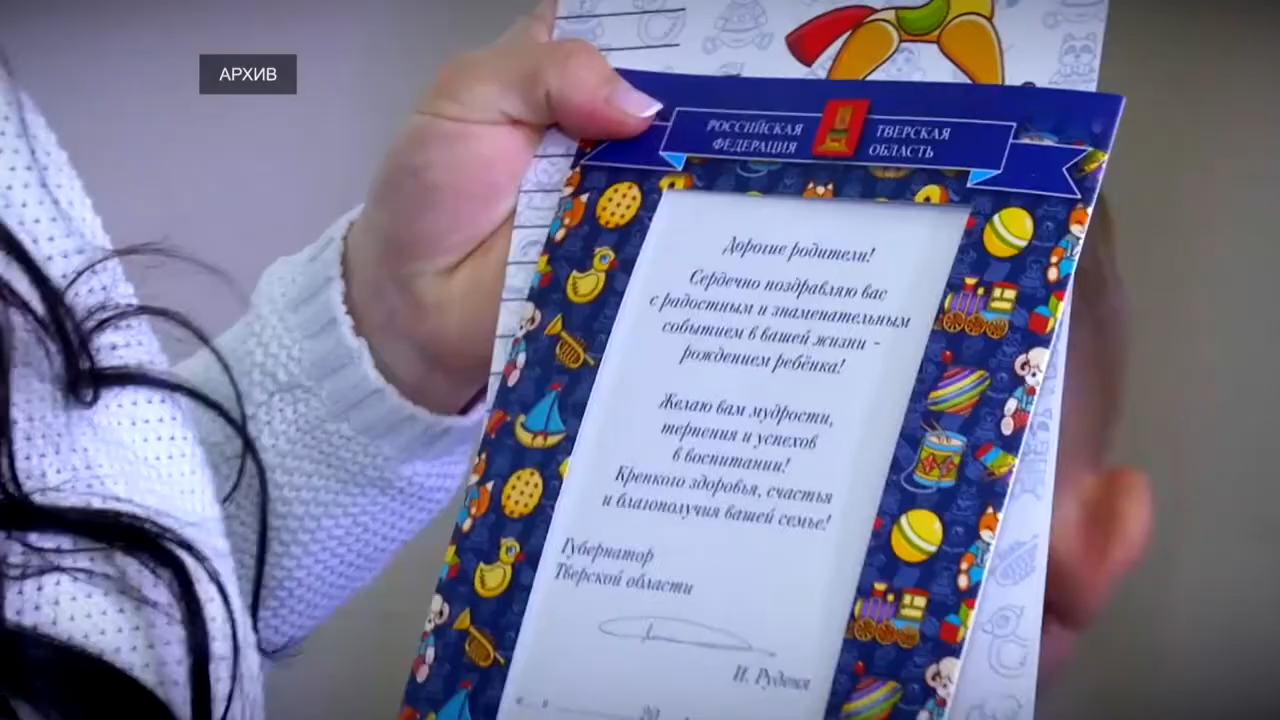 АРХИВ
РОССИЙСКАЯ
ФЕДЕРАЦИЯ
ТВЕРСКАЯ
ОБЛАСТЬ
Дорогие родители!
Сердечно поздравляю вас
с радостным и знаменательным
событием в вашей жизни -
рождением ребёнка!
Желаю вам мудрости,
терпения и успехов
в воспитании!
Крепкого здоровья, счастья
и благополучия вашей семье!
Губернатор
Тверской области
И. Руденя
20